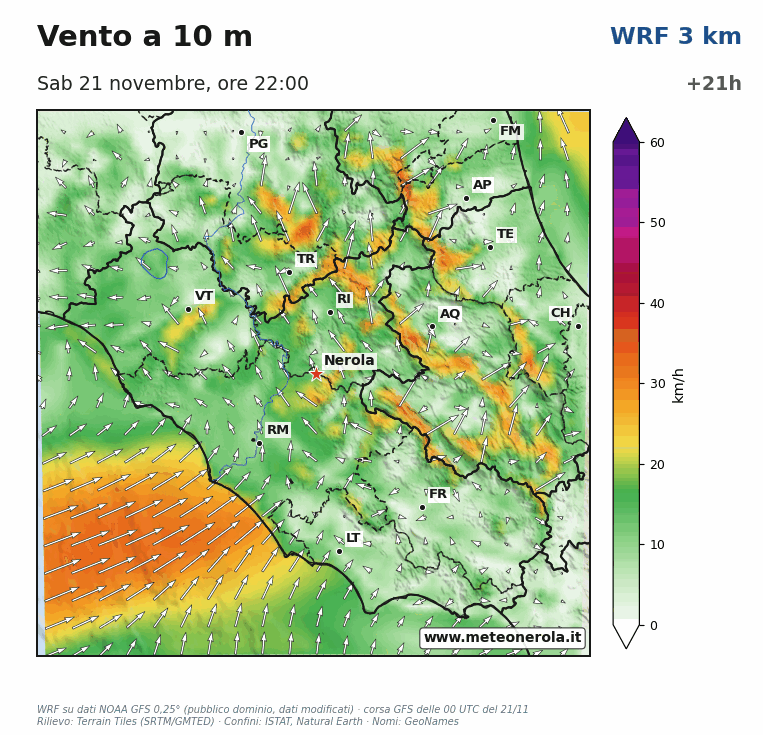 Vento a 10 m
WRF 3 km
Sab 21 novembre, ore 22:00
+21h
PG
FM
AP
TE
TR
VT
RI
AQ
CH
Nerola
RM
FR
LT
www.meteonerola.it
60
50
40
30
20
10
0
km/h
WRF su dati NOAA GFS 0,25° (pubblico dominio, dati modificati) · corsa GFS delle 00 UTC del 21/11
Rilievo: Terrain Tiles (SRTM/GMTED) · Confini: ISTAT, Natural Earth · Nomi: GeoNames